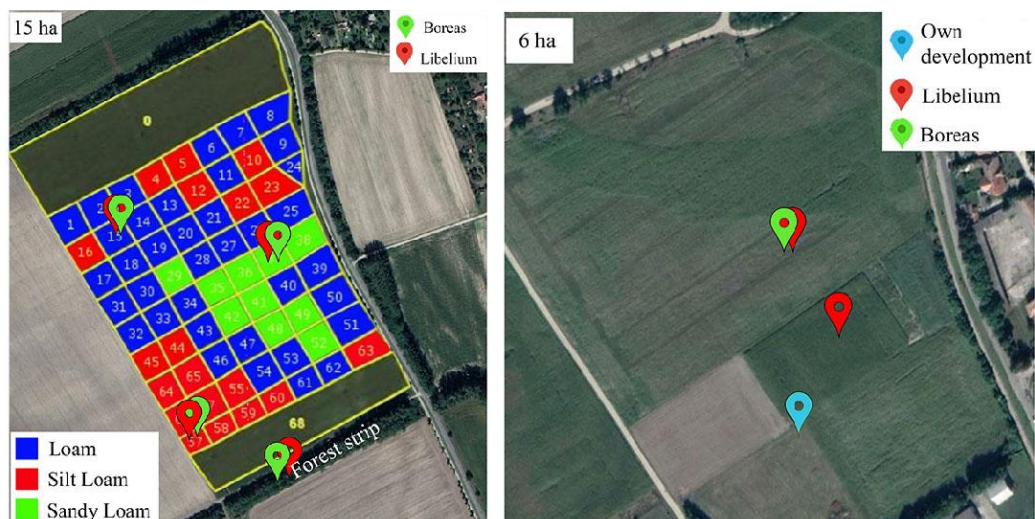 15 ha
Boreas
Libelium
0
1 2 3 4 5 6 7 8
16 15 14 13 12 11 10 9
17 18 19 20 21 22 23 24
31 30 29 28 27 25
32 33 34 35 36 38
45 44 43 42 41 40 39
64 65 46 47 48 49 50
55 54 53 52 51
57 58 59 60 61 62 63
68
Forest strip
Loam
Silt Loam
Sandy Loam
6 ha
Own
development
Libelium
Boreas